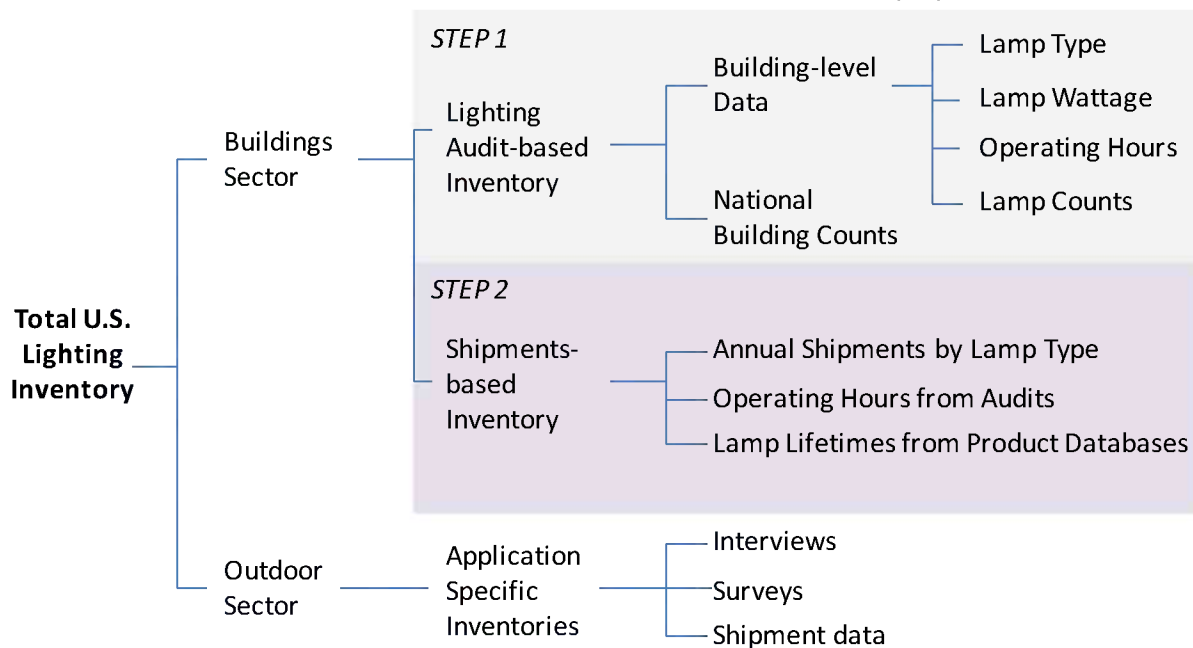 Total U.S.
Lighting
Inventory
Buildings
Sector
STEP 1
Lighting
Audit-based
Inventory
Building-level
Data
Lamp Type
Lamp Wattage
Operating Hours
Lamp Counts
National
Building Counts
STEP 2
Shipments-
based
Inventory
Annual Shipments by Lamp Type
Operating Hours from Audits
Lamp Lifetimes from Product Databases
Outdoor
Sector
Application
Specific
Inventories
Interviews
Surveys
Shipment data